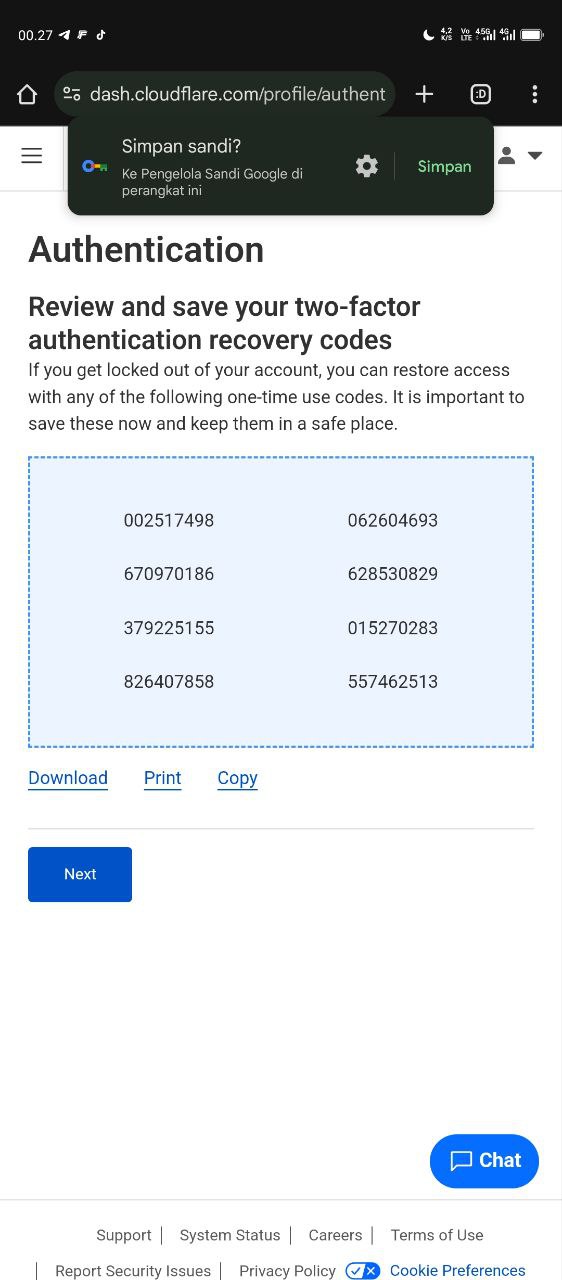 00.27
4,2 K/S Vo LTE 4.5G 4G
dash.cloudflare.com/profile/authent
:D
Simpan sandi?
Ke Pengelola Sandi Google di
perangkat ini
Simpan
Authentication
Review and save your two-factor
authentication recovery codes
If you get locked out of your account, you can restore access
with any of the following one-time use codes. It is important to
save these now and keep them in a safe place.
002517498 062604693
670970186 628530829
379225155 015270283
826407858 557462513
Download Print Copy
Next
Chat
Support | System Status | Careers | Terms of Use
| Report Security Issues | Privacy Policy Cookie Preferences